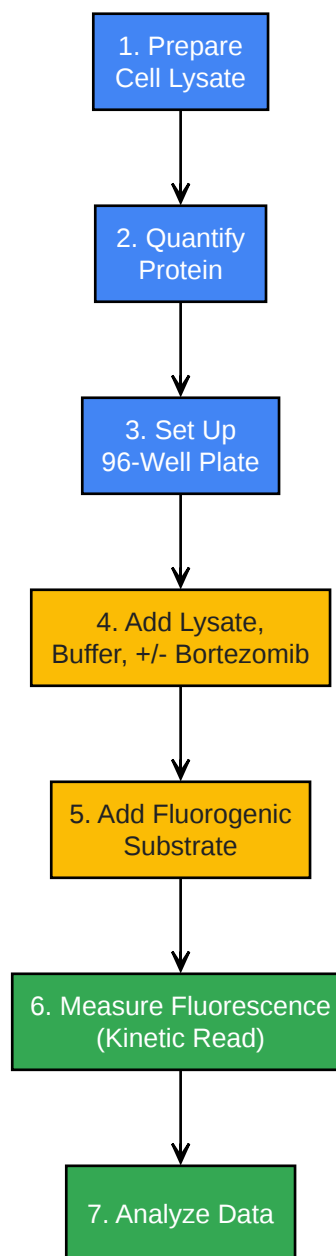 1. Prepare
Cell Lysate
2. Quantify
Protein
3. Set Up
96-Well Plate
4. Add Lysate,
Buffer, +/- Bortezomib
5. Add Fluorogenic
Substrate
6. Measure Fluorescence
(Kinetic Read)
7. Analyze Data